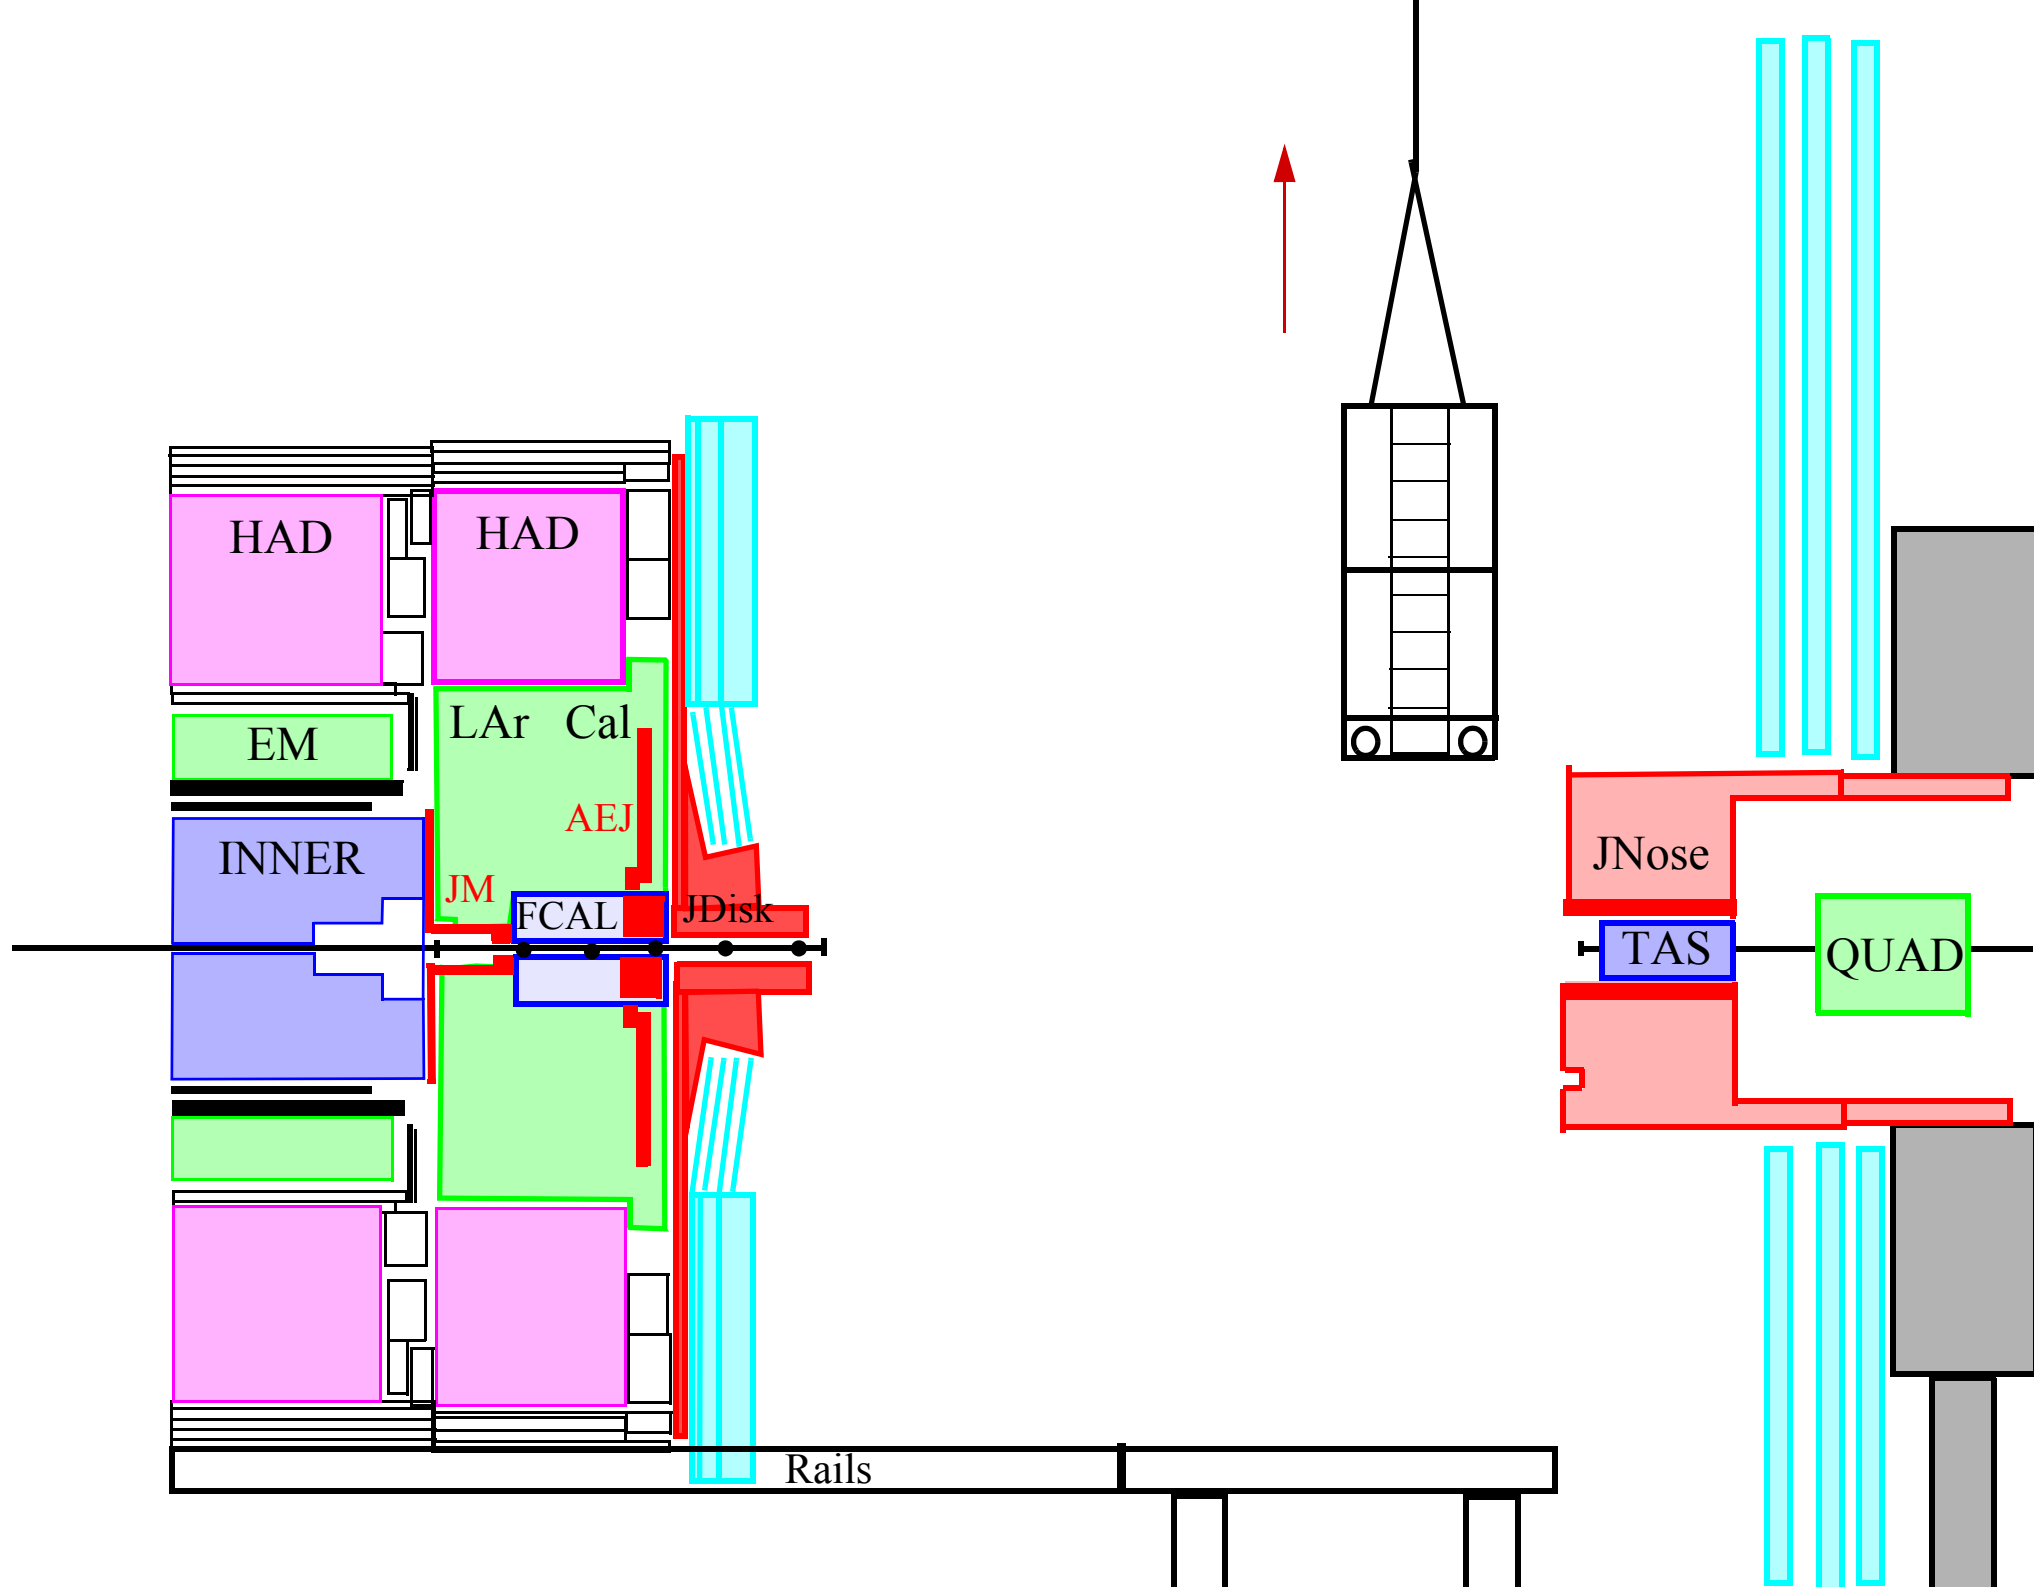 HAD
HAD
LAr Cal
EM
AEJ
INNER
JM
FCAL
JDisk
JNose
TAS
QUAD
Rails